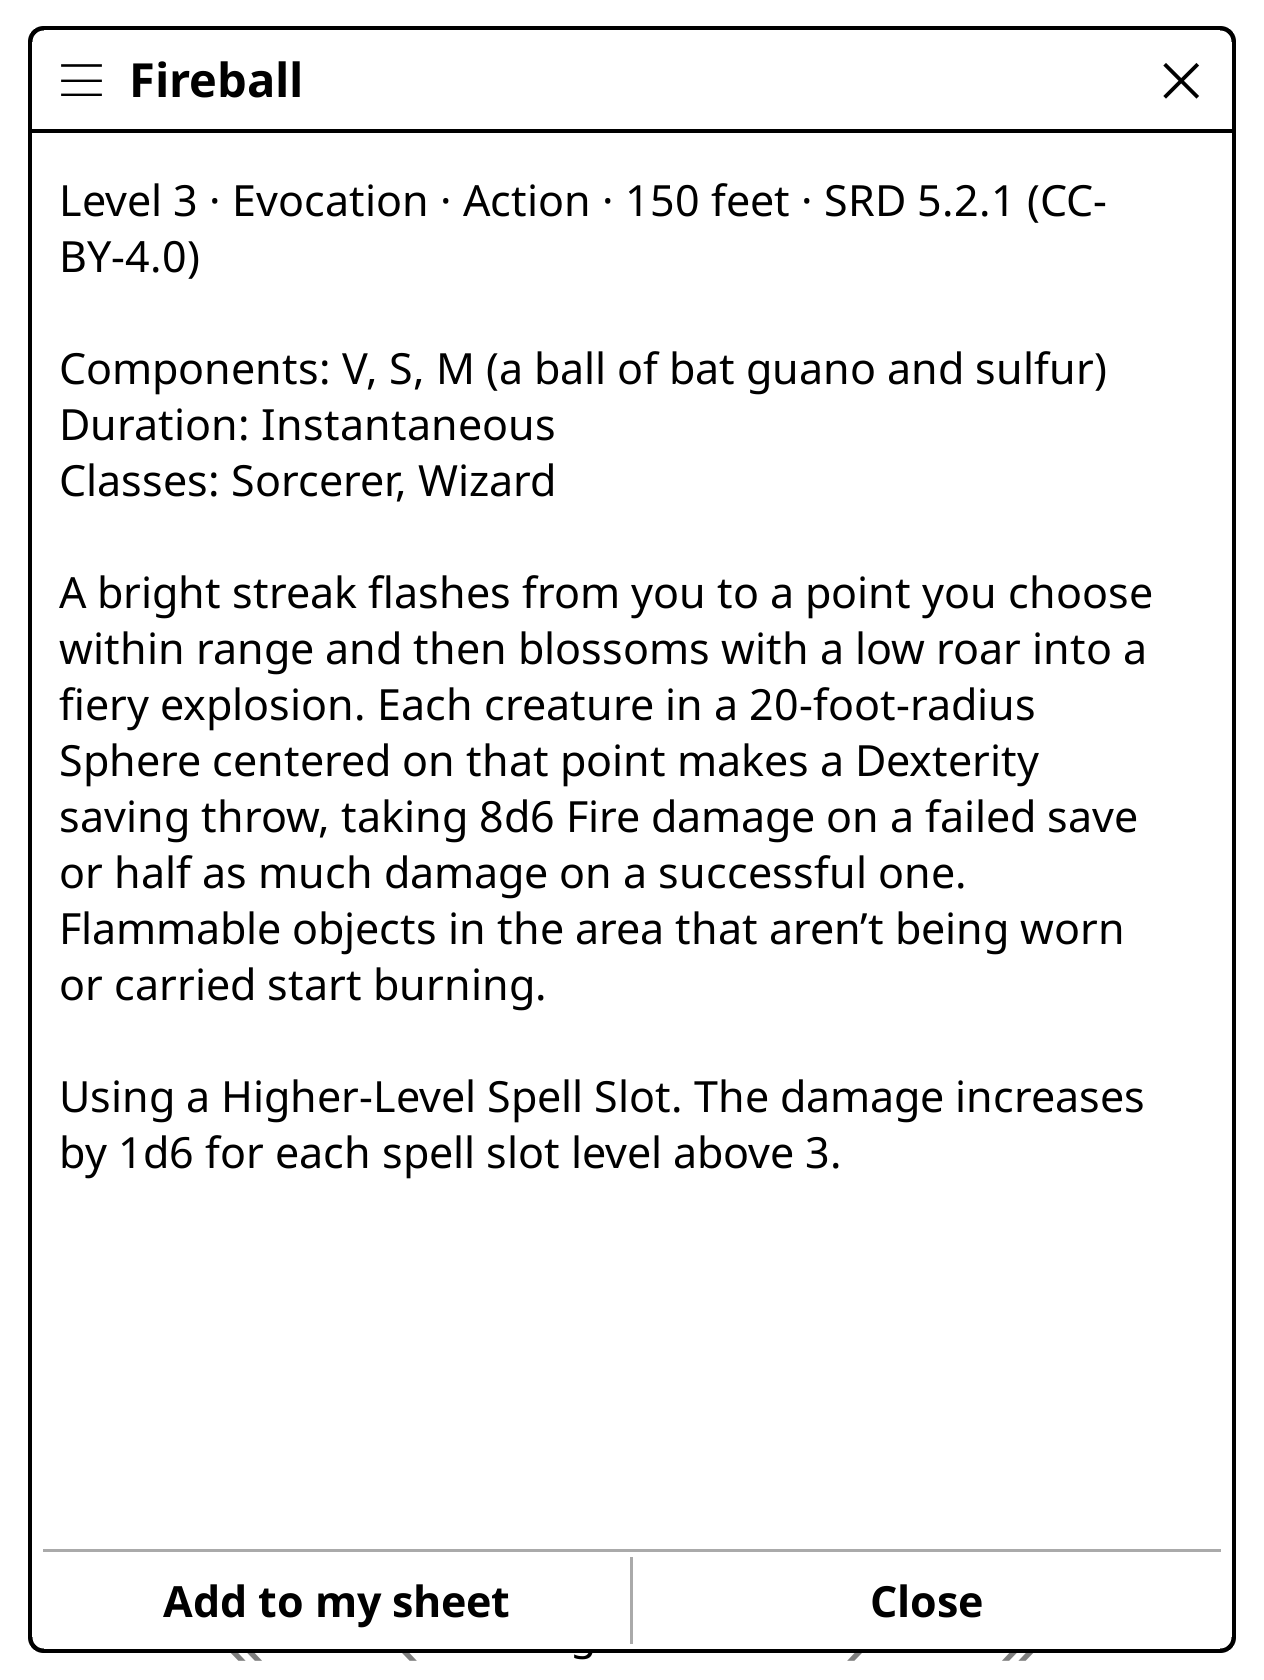 Fireball
Level 3 · Evocation · Action · 150 feet · SRD 5.2.1 (CC-
BY-4.0)
Components: V, S, M (a ball of bat guano and sulfur)
Duration: Instantaneous
Classes: Sorcerer, Wizard
A bright streak flashes from you to a point you choose
within range and then blossoms with a low roar into a
fiery explosion. Each creature in a 20-foot-radius
Sphere centered on that point makes a Dexterity
saving throw, taking 8d6 Fire damage on a failed save
or half as much damage on a successful one.
Flammable objects in the area that aren’t being worn
or carried start burning.
Using a Higher-Level Spell Slot. The damage increases
by 1d6 for each spell slot level above 3.
Add to my sheet
Close